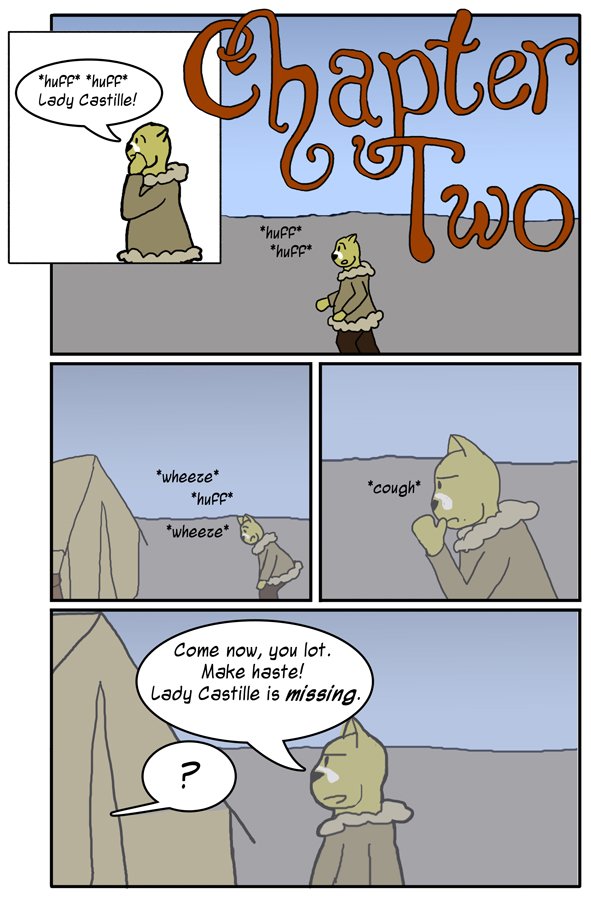 Chapter
Two
*huff* *huff*
Lady Castille!
*huff*
*huff*
*wheeze*
*huff*
*wheeze*
*cough*
Come now, you lot.
Make haste!
Lady Castille is missing.
?